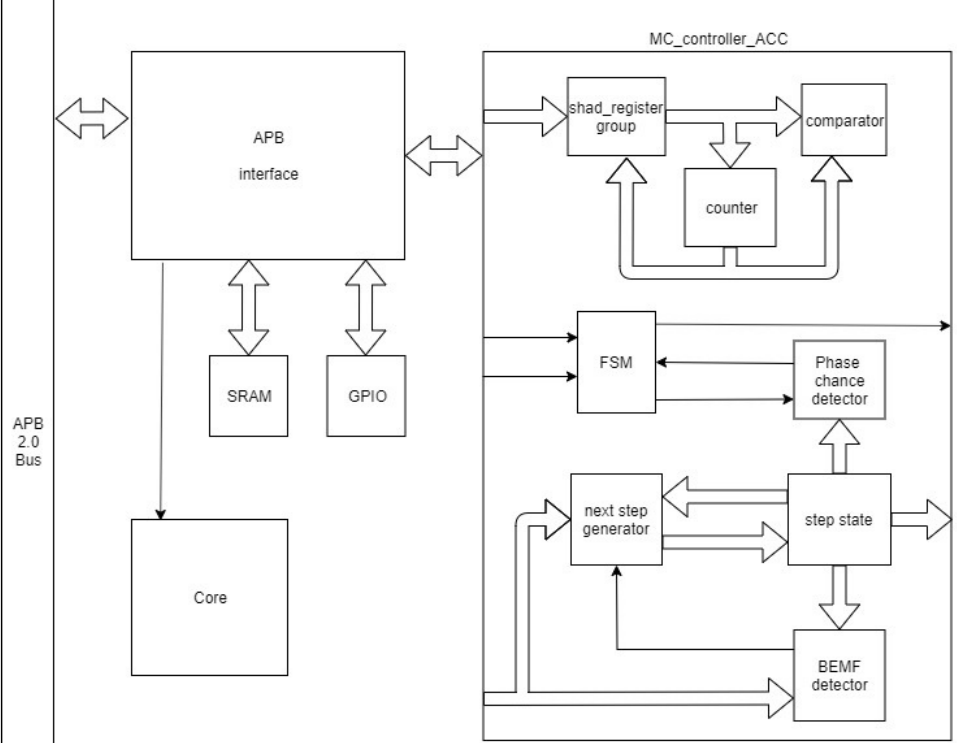 MC_controller_ACC
APB
interface
shad_register
group
comparator
counter
FSM
Phase
chance
detector
SRAM
GPIO
APB
2.0
Bus
next step
generator
step state
Core
BEMF
detector